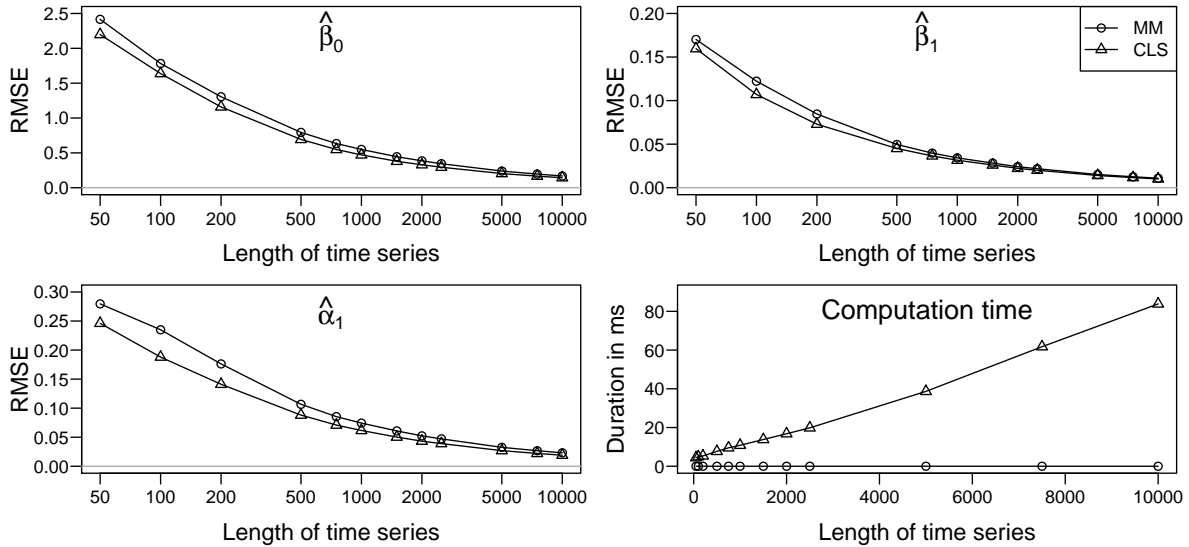 β̂0
RMSE
2.5
2.0
1.5
1.0
0.5
0.0
50 100 200 500 1000 2000 5000 10000
Length of time series
β̂1
MM
CLS
RMSE
0.20
0.15
0.10
0.05
0.00
50 100 200 500 1000 2000 5000 10000
Length of time series
α̂1
RMSE
0.30
0.25
0.20
0.15
0.10
0.05
0.00
50 100 200 500 1000 2000 5000 10000
Length of time series
Computation time
Duration in ms
80
60
40
20
0
0 2000 4000 6000 8000 10000
Length of time series